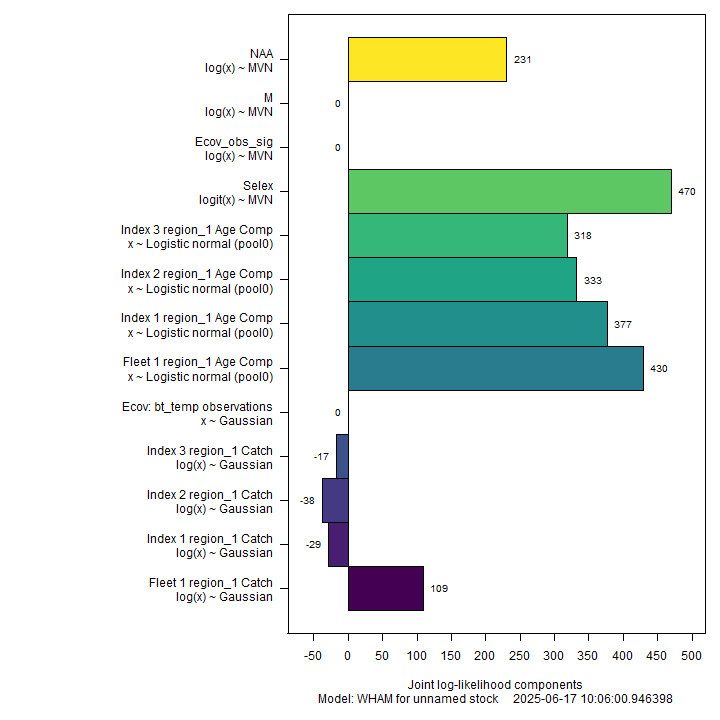 NAA
log(x) ~ MVN
231
M
log(x) ~ MVN
0
Ecov_obs_sig
log(x) ~ MVN
0
Selex
logit(x) ~ MVN
470
Index 3 region_1 Age Comp
x ~ Logistic normal (pool0)
318
Index 2 region_1 Age Comp
x ~ Logistic normal (pool0)
333
Index 1 region_1 Age Comp
x ~ Logistic normal (pool0)
377
Fleet 1 region_1 Age Comp
x ~ Logistic normal (pool0)
430
Ecov: bt_temp observations
x ~ Gaussian
0
Index 3 region_1 Catch
log(x) ~ Gaussian
-17
Index 2 region_1 Catch
log(x) ~ Gaussian
-38
Index 1 region_1 Catch
log(x) ~ Gaussian
-29
Fleet 1 region_1 Catch
log(x) ~ Gaussian
109
-50 0 50 100 150 200 250 300 350 400 450 500
Joint log-likelihood components
Model: WHAM for unnamed stock 2025-06-17 10:06:00.946398